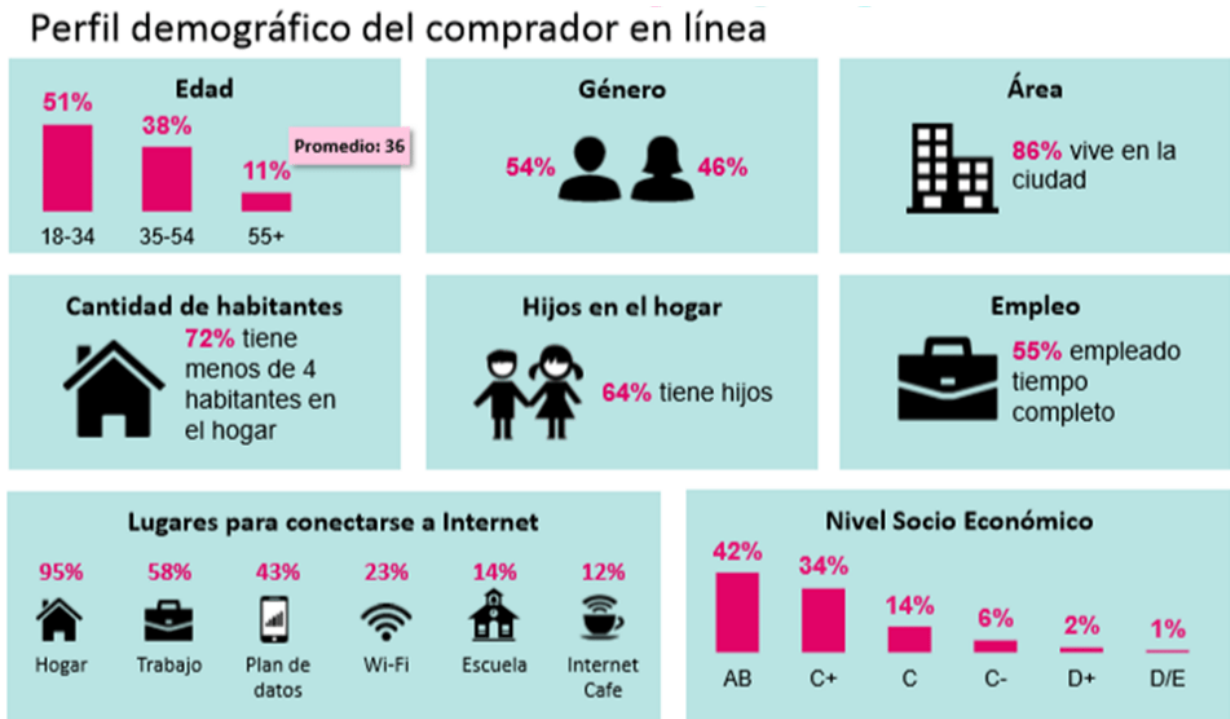 Perfil demográfico del comprador en línea
Edad
51%
38%
11%
Promedio: 36
18-34
35-54
55+
Género
54%
46%
Área
86% vive en la
ciudad
Cantidad de habitantes
72% tiene
menos de 4
habitantes en
el hogar
Hijos en el hogar
64% tiene hijos
Empleo
55% empleado
tiempo
completo
Lugares para conectarse a Internet
95%
58%
43%
23%
14%
12%
Hogar
Trabajo
Plan de
datos
Wi-Fi
Escuela
Internet
Cafe
Nivel Socio Económico
42%
34%
14%
6%
2%
1%
AB
C+
C
C-
D+
D/E